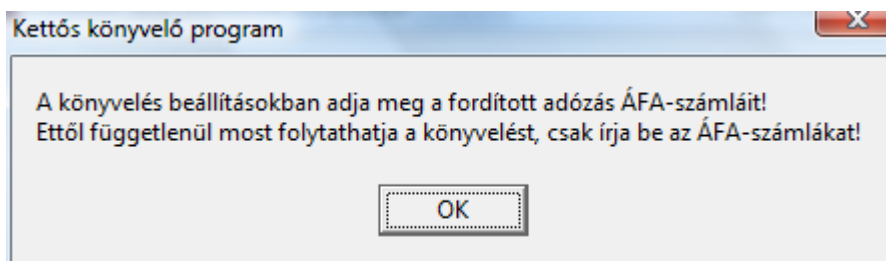 Kettős könyvelő program
A könyvelés beállításokban adja meg a fordított adózás ÁFA-számláit!
Ettől függetlenül most folytathatja a könyvelést, csak írja be az ÁFA-számlákat!
OK